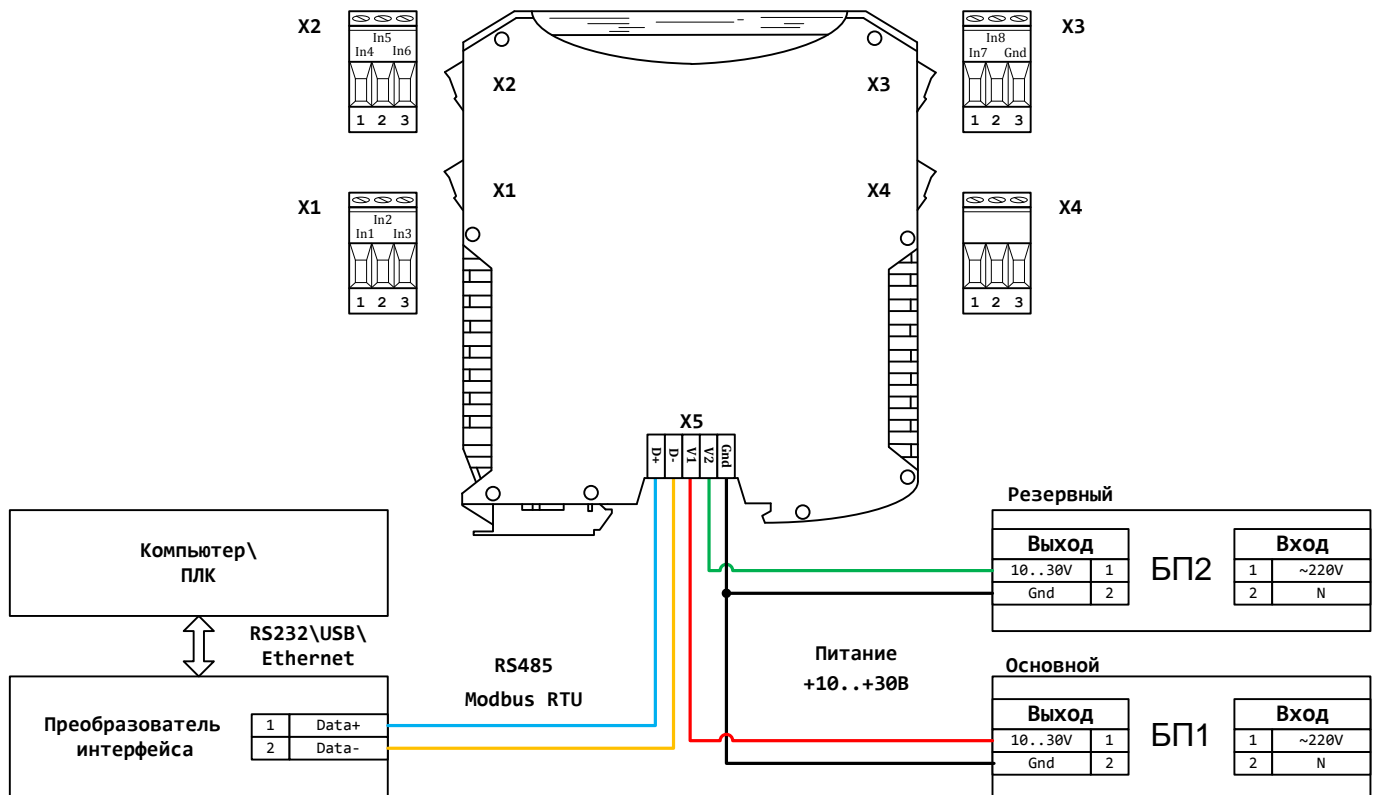 X2
In5
In4 In6
1 2 3
X1
In2
In1 In3
1 2 3
X2
X3
X1
X4
X3
In8
In7 Gnd
1 2 3
X4
1 2 3
X5
D+ D- V1 V2 Gnd
Компьютер\
ПЛК
RS232\USB\
Ethernet
Преобразователь
интерфейса
1 Data+
2 Data-
RS485
Modbus RTU
Питание
+10..+30В
Резервный
Выход
10..30V 1
Gnd 2
БП2
Вход
1 ~220V
2 N
Основной
Выход
10..30V 1
Gnd 2
БП1
Вход
1 ~220V
2 N